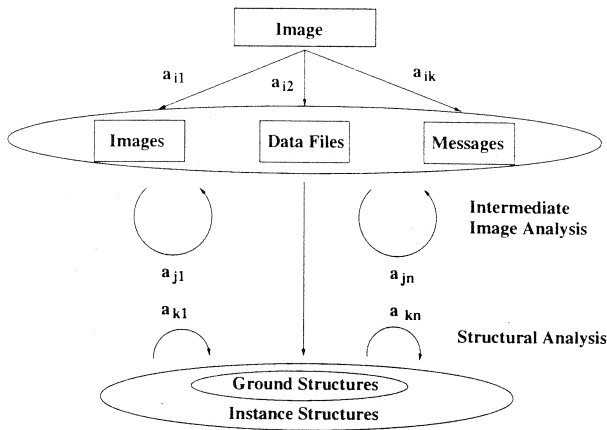 Image
a i1
a i2
a ik
Images
Data Files
Messages
Intermediate
Image Analysis
a j1
a jn
a k1
a kn
Structural Analysis
Ground Structures
Instance Structures